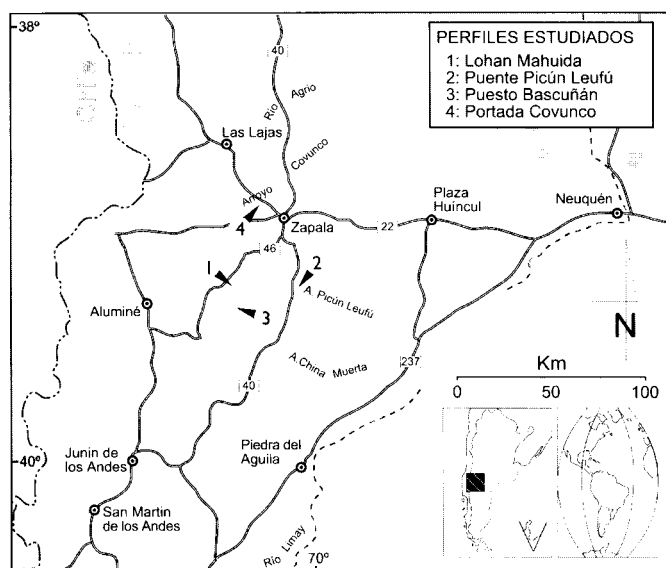 38°
40
PERFILES ESTUDIADOS
1: Lohan Mahuida
2: Puente Picún Leufú
3: Puesto Bascuñán
4: Portada Covunco
Río Agrio
Las Lajas
Covunco
Arroyo
4
Zapala
22
Plaza
Huincul
Neuquén
46
1
2
A. Picún Leufú
Aluminé
3
N
A. China Muerta
237
Km
0 50 100
40
40°
Junin de
los Andes
Piedra del
Aguila
San Martin
de los Andes
Río Limay
70°